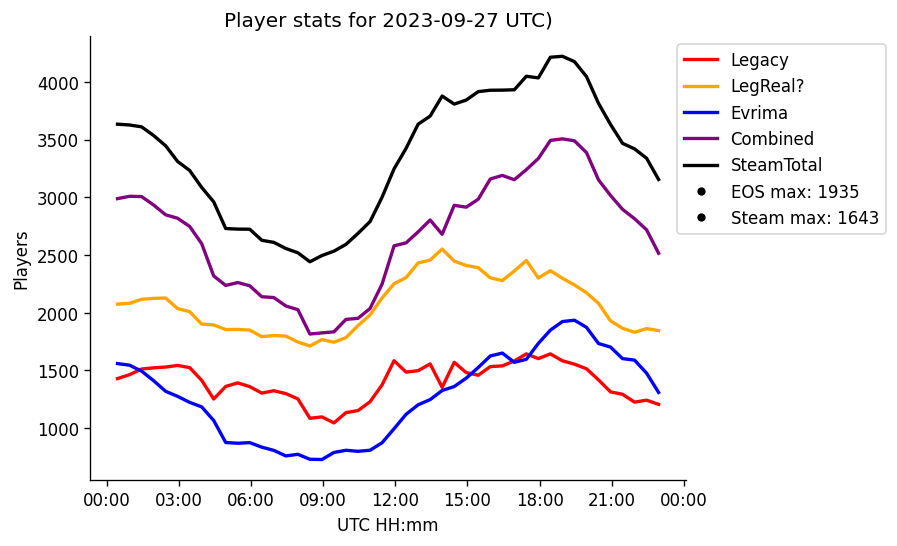 Player stats for 2023-09-27 UTC)
Legacy
LegReal?
Evrima
Combined
SteamTotal
EOS max: 1935
Steam max: 1643
Players
4000
3500
3000
2500
2000
1500
1000
00:00 03:00 06:00 09:00 12:00 15:00 18:00 21:00 00:00
UTC HH:mm